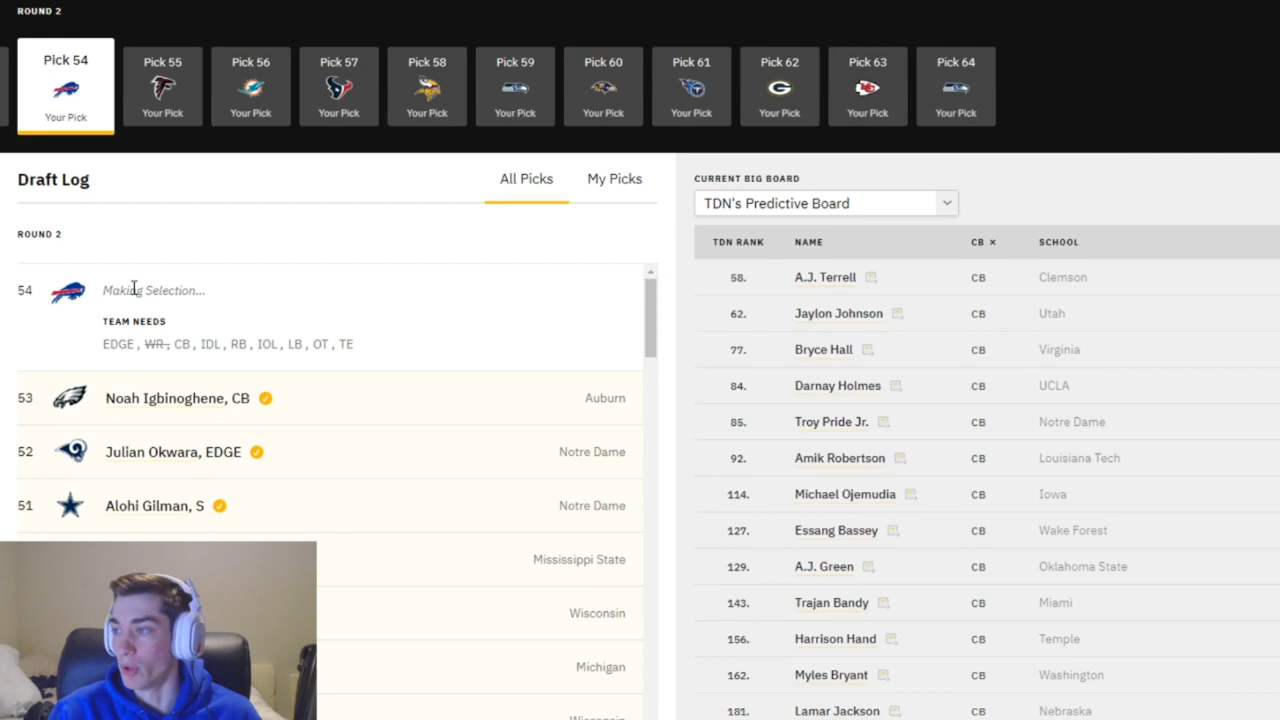 ROUND 2
Pick 54 Pick 55 Pick 56 Pick 57 Pick 58 Pick 59 Pick 60 Pick 61 Pick 62 Pick 63 Pick 64
Your Pick Your Pick Your Pick Your Pick Your Pick Your Pick Your Pick Your Pick Your Pick Your Pick Your Pick
Draft Log All Picks My Picks
ROUND 2
54 Making Selection...
TEAM NEEDS
EDGE, WR, CB, IDL, RB, IOL, LB, OT, TE
53 Noah Igbinoghene, CB Auburn
52 Julian Okwara, EDGE Notre Dame
51 Alohi Gilman, S Notre Dame
Mississippi State
Wisconsin
Michigan
Wisconsin
CURRENT BIG BOARD
TDN's Predictive Board
TDN RANK NAME CB × SCHOOL
58. A.J. Terrell CB Clemson
62. Jaylon Johnson CB Utah
77. Bryce Hall CB Virginia
84. Darnay Holmes CB UCLA
85. Troy Pride Jr. CB Notre Dame
92. Amik Robertson CB Louisiana Tech
114. Michael Ojemudia CB Iowa
127. Essang Bassey CB Wake Forest
129. A.J. Green CB Oklahoma State
143. Trajan Bandy CB Miami
156. Harrison Hand CB Temple
162. Myles Bryant CB Washington
181. Lamar Jackson CB Nebraska